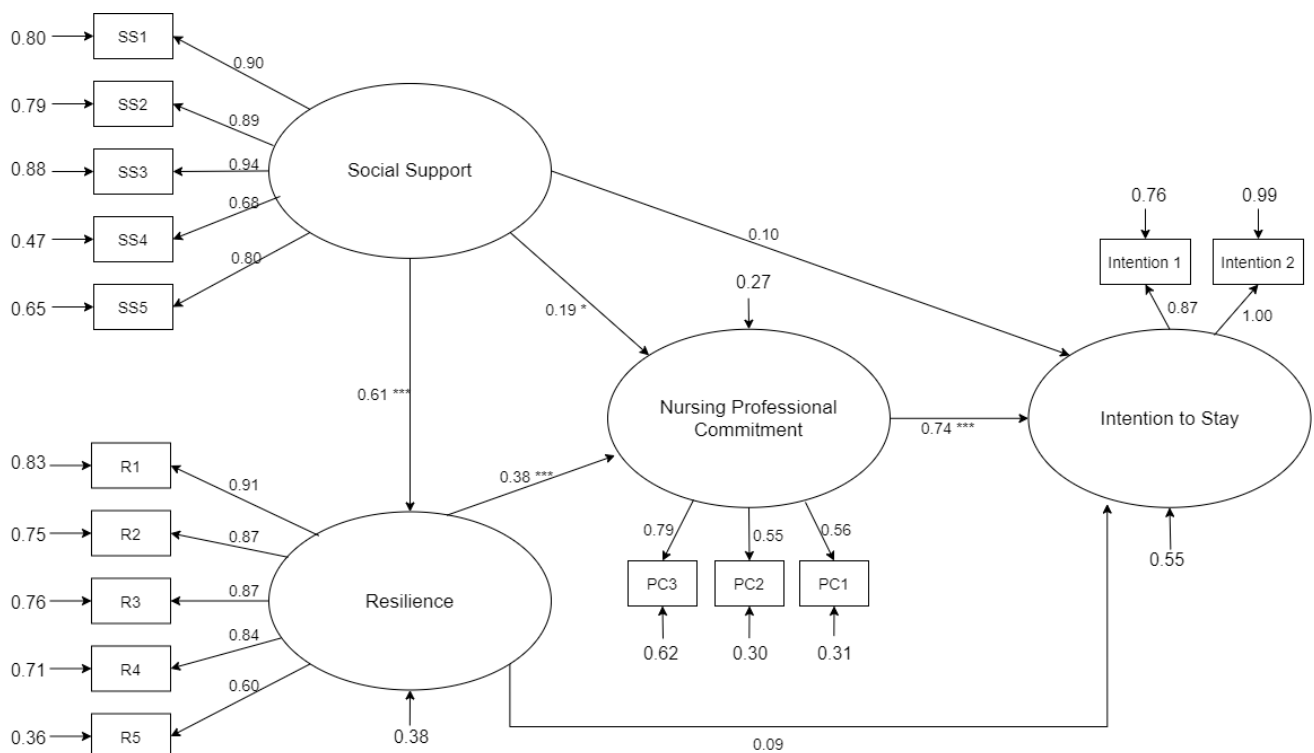 0.80
SS1
0.90
0.79
SS2
0.89
0.88
SS3
0.94
Social Support
0.47
SS4
0.68
0.65
SS5
0.80
0.10
0.76
0.99
Intention 1
Intention 2
0.87
1.00
0.19 *
0.27
0.61 ***
Nursing Professional
Commitment
0.74 ***
Intention to Stay
0.38 ***
0.83
R1
0.91
0.75
R2
0.87
0.76
R3
0.87
Resilience
0.71
R4
0.84
0.36
R5
0.60
0.79
0.55
0.56
PC3
PC2
PC1
0.62
0.30
0.31
0.55
0.38
0.09